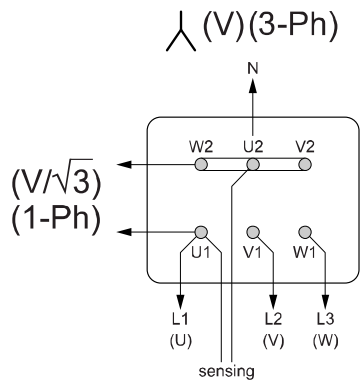 (V)(3-Ph)
N
W2 U2 V2
(V/√3)
(1-Ph)
U1 V1 W1
L1 L2 L3
(U) (V) (W)
sensing